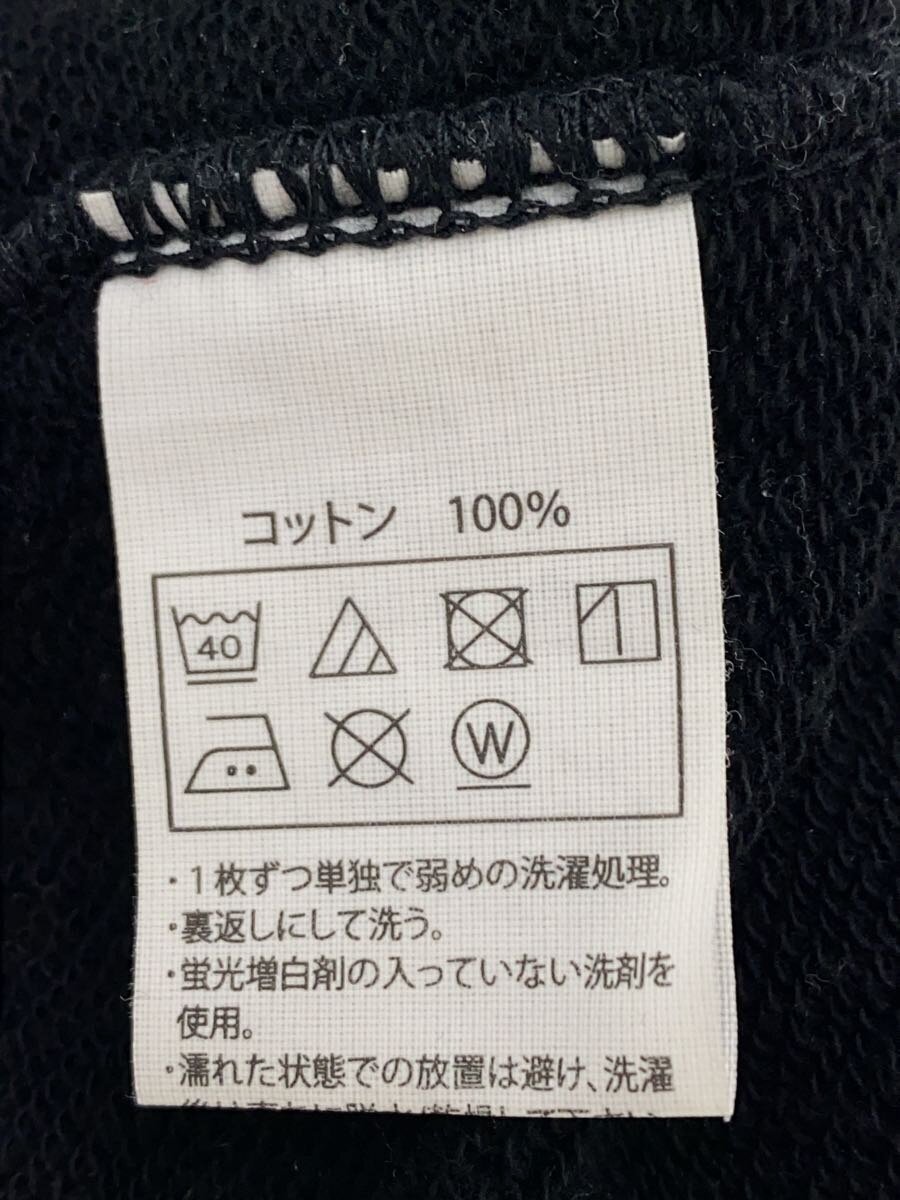 コットン 100%
40
W
・1枚ずつ単独で弱めの洗濯処理。
・裏返しにして洗う。
・蛍光増白剤の入っていない洗剤を
使用。
・濡れた状態での放置は避け、洗濯